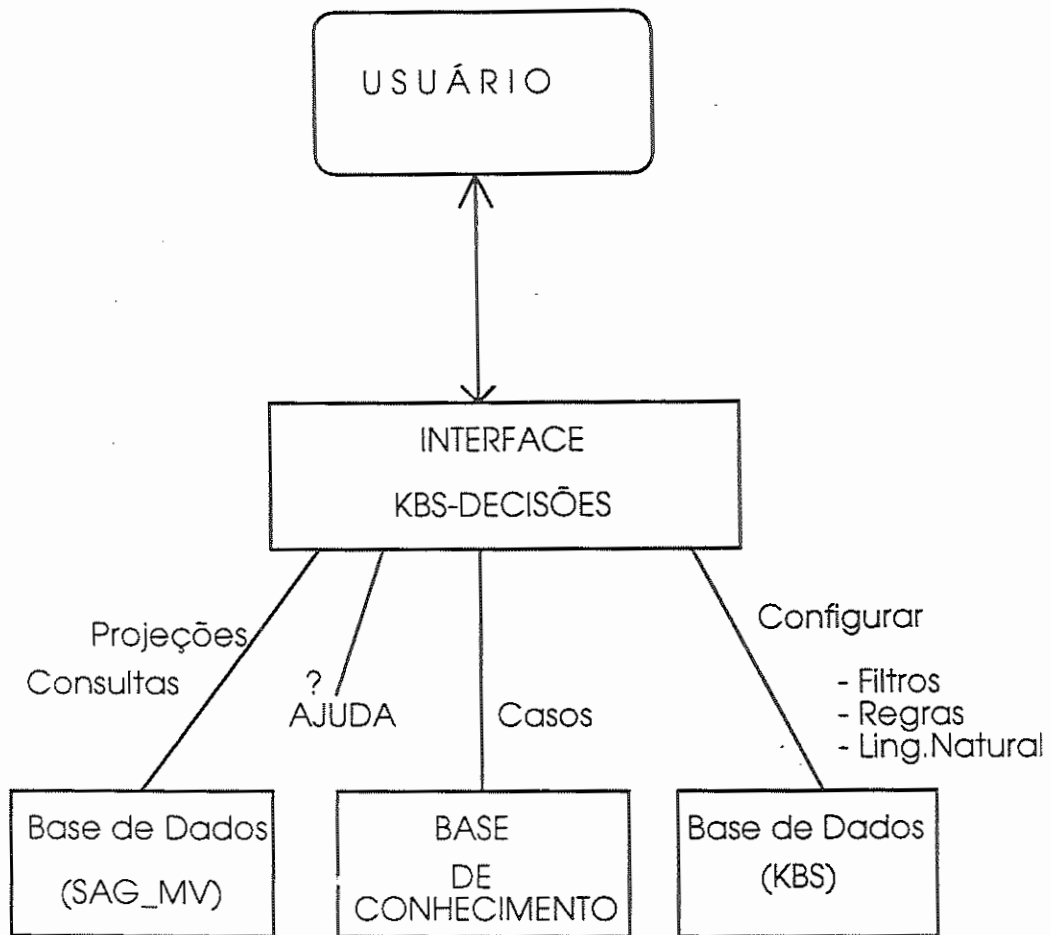 USUÁRIO
INTERFACE
KBS-DECISÕES
Projeções
Consultas
?
AJUDA
Casos
Configurar
- Filtros
- Regras
- Ling.Natural
Base de Dados
(SAG_MV)
BASE
DE
CONHECIMENTO
Base de Dados
(KBS)